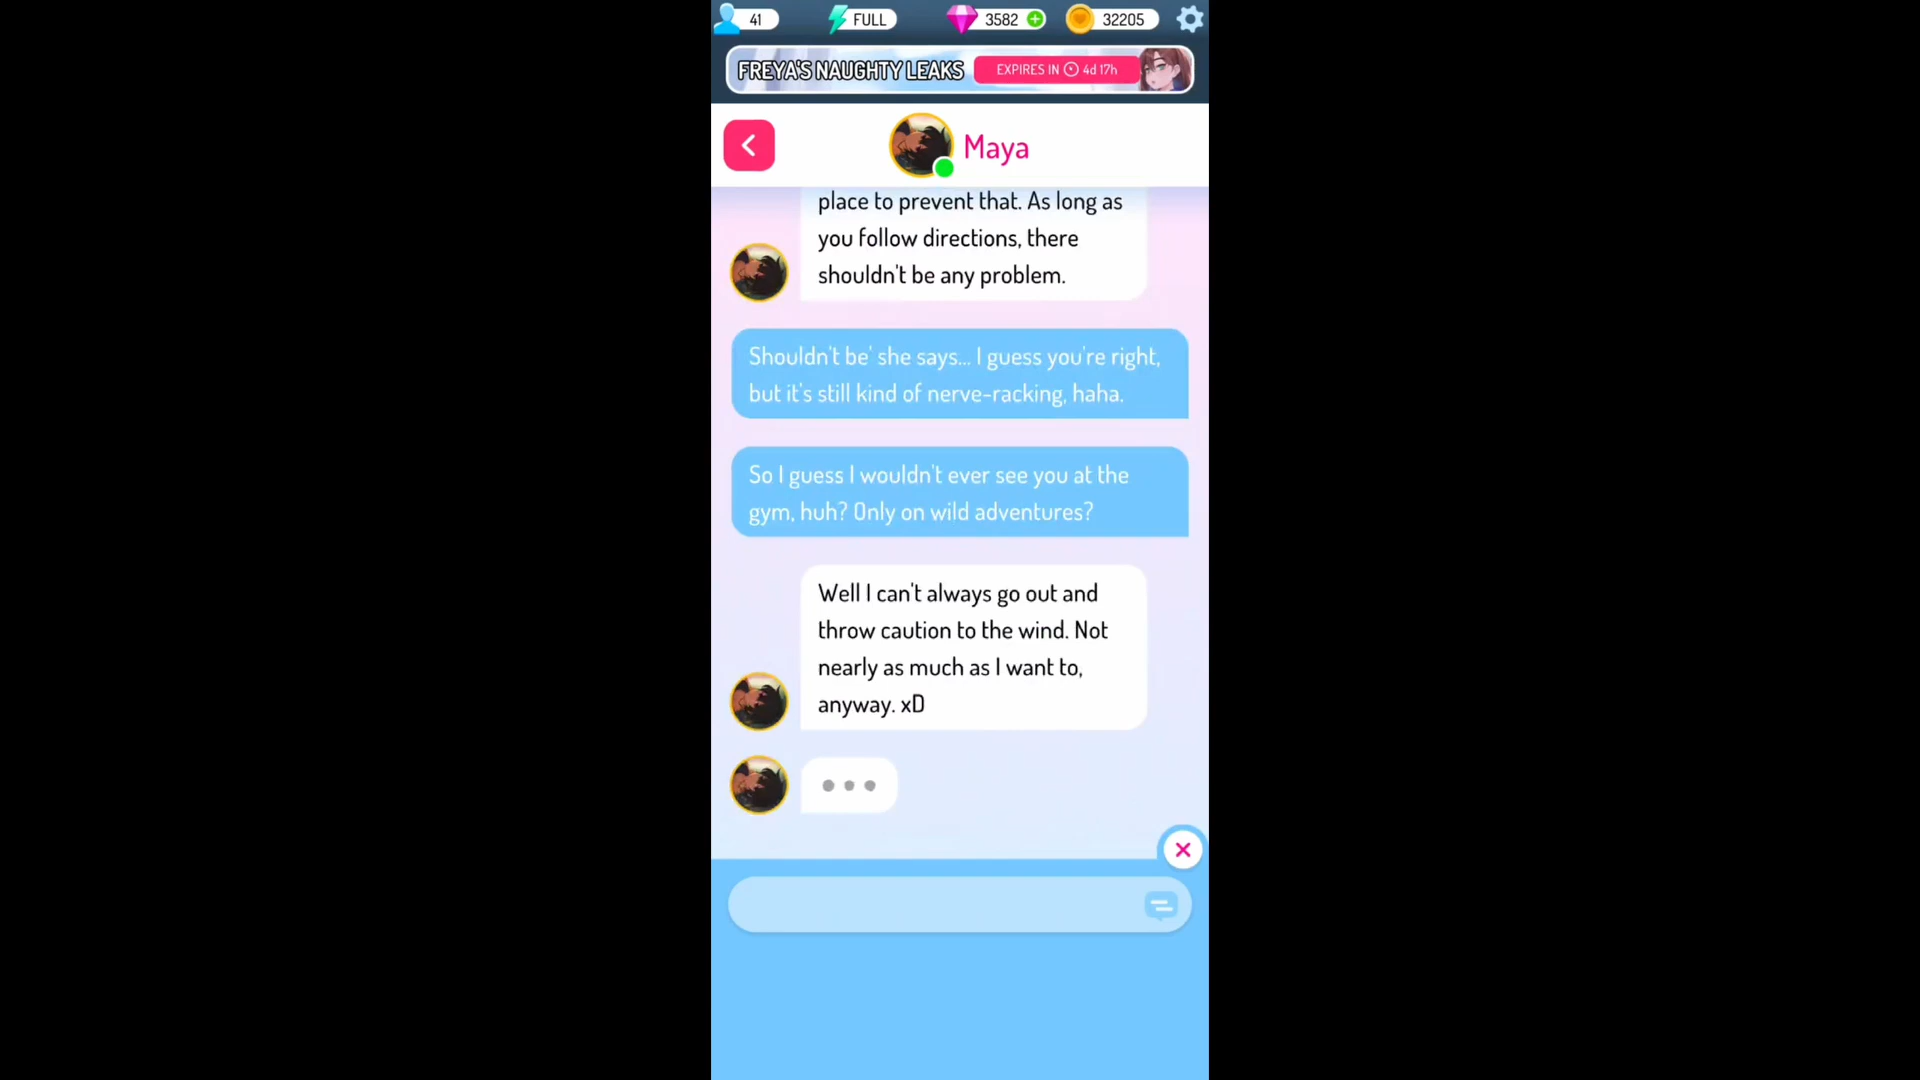 41
FULL
3582
32205
FREYA'S NAUGHTY LEAKS
EXPIRES IN 4d 17h
Maya
place to prevent that. As long as
you follow directions, there
shouldn't be any problem.
Shouldn't be' she says... I guess you're right,
but it's still kind of nerve-racking, haha.
So I guess I wouldn't ever see you at the
gym, huh? Only on wild adventures?
Well I can't always go out and
throw caution to the wind. Not
nearly as much as I want to,
anyway. xD